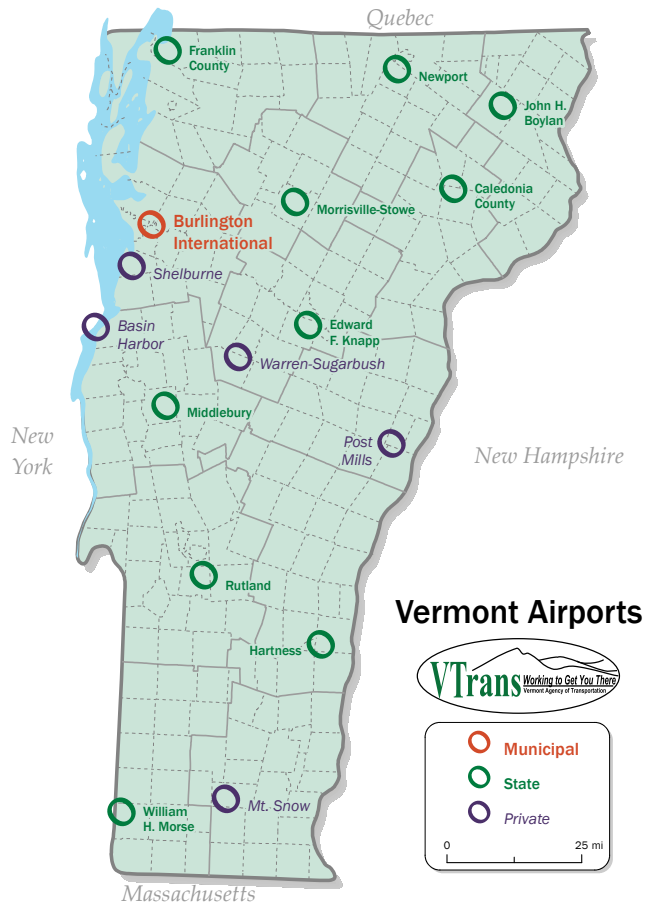 Quebec
Franklin
County
Newport
John H.
Boylan
Caledonia
County
Morrisville-Stowe
Burlington
International
Shelburne
Basin
Harbor
Edward
F. Knapp
Warren-Sugarbush
Middlebury
New
York
Post
Mills
New Hampshire
Rutland
Hartness
William
H. Morse
Mt. Snow
Massachusetts
Vermont Airports
VTrans
Working to Get You There
Vermont Agency of Transportation
Municipal
State
Private
0 25 mi